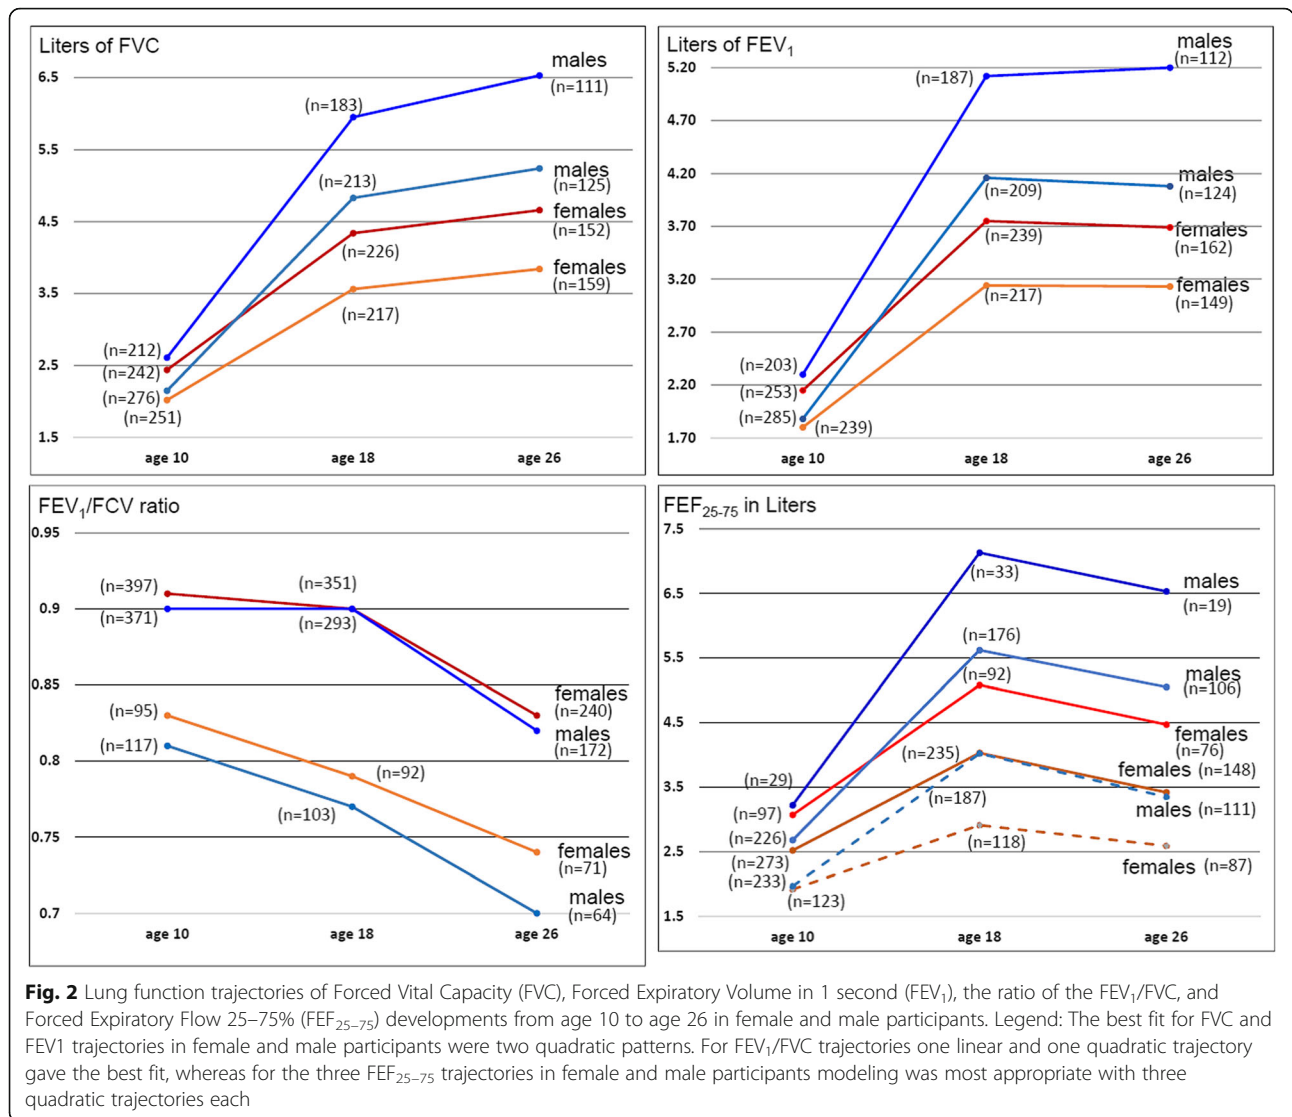 Liters of FVC
6.5
5.5
4.5
3.5
2.5
1.5
males
(n=111)
(n=183)
(n=213)
males
(n=125)
females
(n=152)
(n=226)
females
(n=159)
(n=217)
(n=212)
(n=242)
(n=276)
(n=251)
age 10 age 18 age 26
Liters of FEV1
5.20
4.70
4.20
3.70
3.20
2.70
2.20
1.70
males
(n=112)
(n=187)
males
(n=124)
(n=209)
females
(n=162)
(n=239)
females
(n=149)
(n=217)
(n=203)
(n=253)
(n=285)
(n=239)
age 10 age 18 age 26
FEV1/FCV ratio
0.95
0.9
0.85
0.8
0.75
0.7
(n=397)
(n=371)
(n=351)
(n=293)
females
(n=240)
males
(n=172)
(n=95)
(n=117)
(n=92)
(n=103)
females
(n=71)
males
(n=64)
age 10 age 18 age 26
FEF25-75 in Liters
7.5
6.5
5.5
4.5
3.5
2.5
1.5
(n=33)
males
(n=19)
(n=176)
(n=92)
males
(n=106)
females
(n=76)
(n=235)
females (n=148)
(n=187)
males (n=111)
(n=118)
females (n=87)
(n=29)
(n=97)
(n=226)
(n=273)
(n=233)
(n=123)
age 10 age 18 age 26
Fig. 2 Lung function trajectories of Forced Vital Capacity (FVC), Forced Expiratory Volume in 1 second (FEV1), the ratio of the FEV1/FVC, and
Forced Expiratory Flow 25–75% (FEF25–75) developments from age 10 to age 26 in female and male participants. Legend: The best fit for FVC and
FEV1 trajectories in female and male participants were two quadratic patterns. For FEV1/FVC trajectories one linear and one quadratic trajectory
gave the best fit, whereas for the three FEF25–75 trajectories in female and male participants modeling was most appropriate with three
quadratic trajectories each